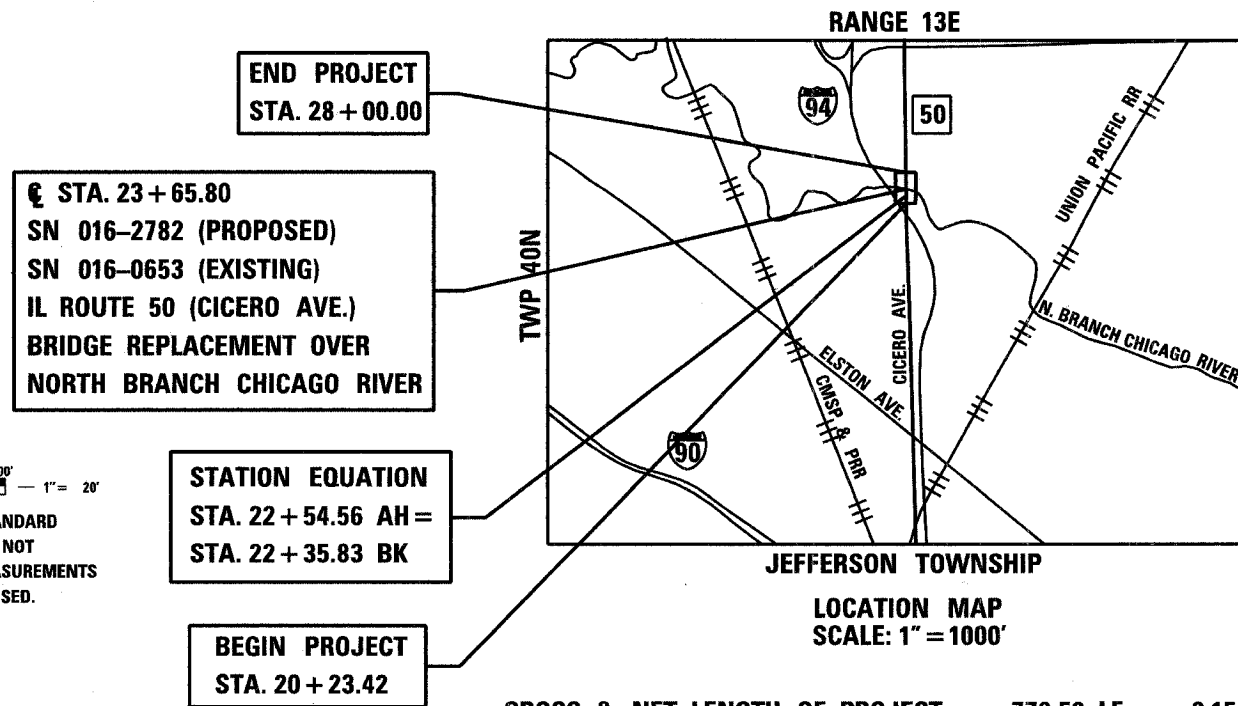 RANGE 13E
END PROJECT
STA. 28+00.00
94
50
UNION PACIFIC RR
℄ STA. 23+65.80
SN 016-2782 (PROPOSED)
SN 016-0653 (EXISTING)
IL ROUTE 50 (CICERO AVE.)
BRIDGE REPLACEMENT OVER
NORTH BRANCH CHICAGO RIVER
TWP 40N
CICERO AVE.
N. BRANCH CHICAGO RIVER
ELSTON AVE.
CMSP & PRR
90
1"= 20'
NOT
STATION EQUATION
STA. 22+54.56 AH=
STA. 22+35.83 BK
JEFFERSON TOWNSHIP
LOCATION MAP
SCALE: 1"=1000'
BEGIN PROJECT
STA. 20+23.42